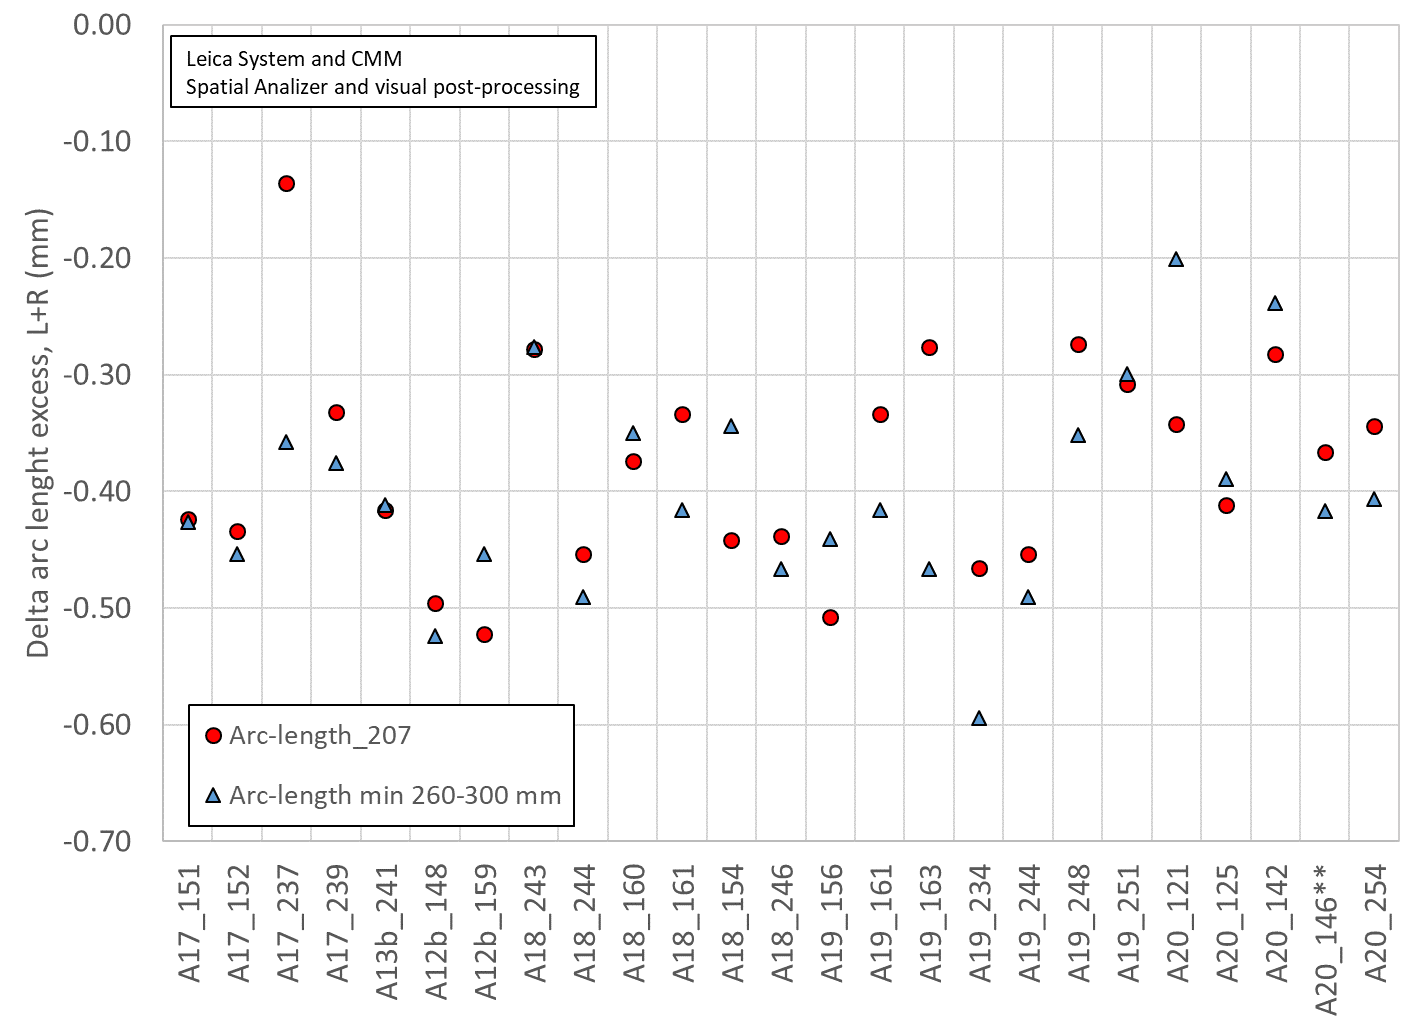 0.00
-0.10
-0.20
-0.30
-0.40
-0.50
-0.60
-0.70
Delta arc lenght excess, L+R (mm)
Leica System and CMM
Spatial Analizer and visual post-processing
Arc-length_207
Arc-length min 260-300 mm
A17_151
A17_152
A17_237
A17_239
A13b_241
A12b_148
A12b_159
A18_243
A18_244
A18_160
A18_161
A18_154
A18_246
A19_156
A19_161
A19_163
A19_234
A19_244
A19_248
A19_251
A20_121
A20_125
A20_142
A20_146**
A20_254